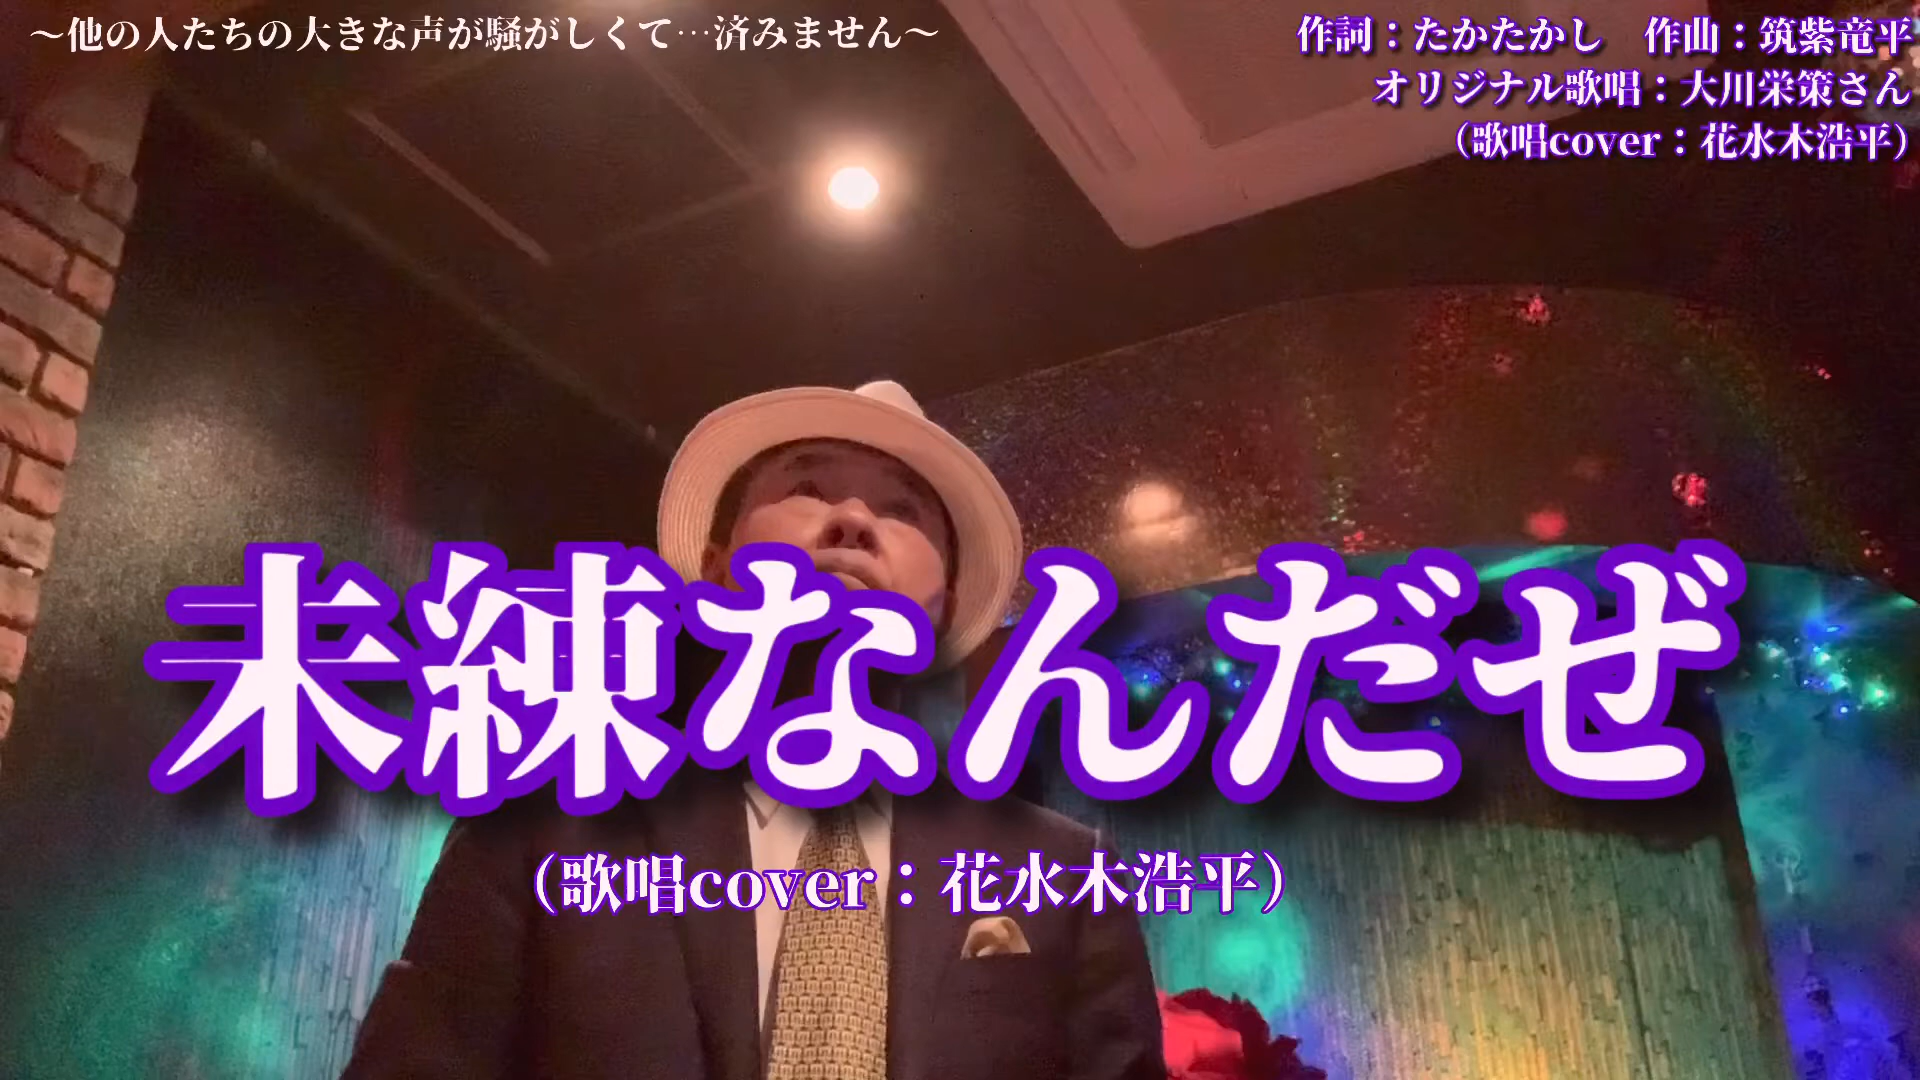 ～他の人たちの大きな声が騒がしくて…済みません～
作詞：たかたかし　作曲：筑紫竜平
オリジナル歌唱：大川栄策さん
（歌唱cover：花水木浩平）
未練なんだぜ
（歌唱cover：花水木浩平）